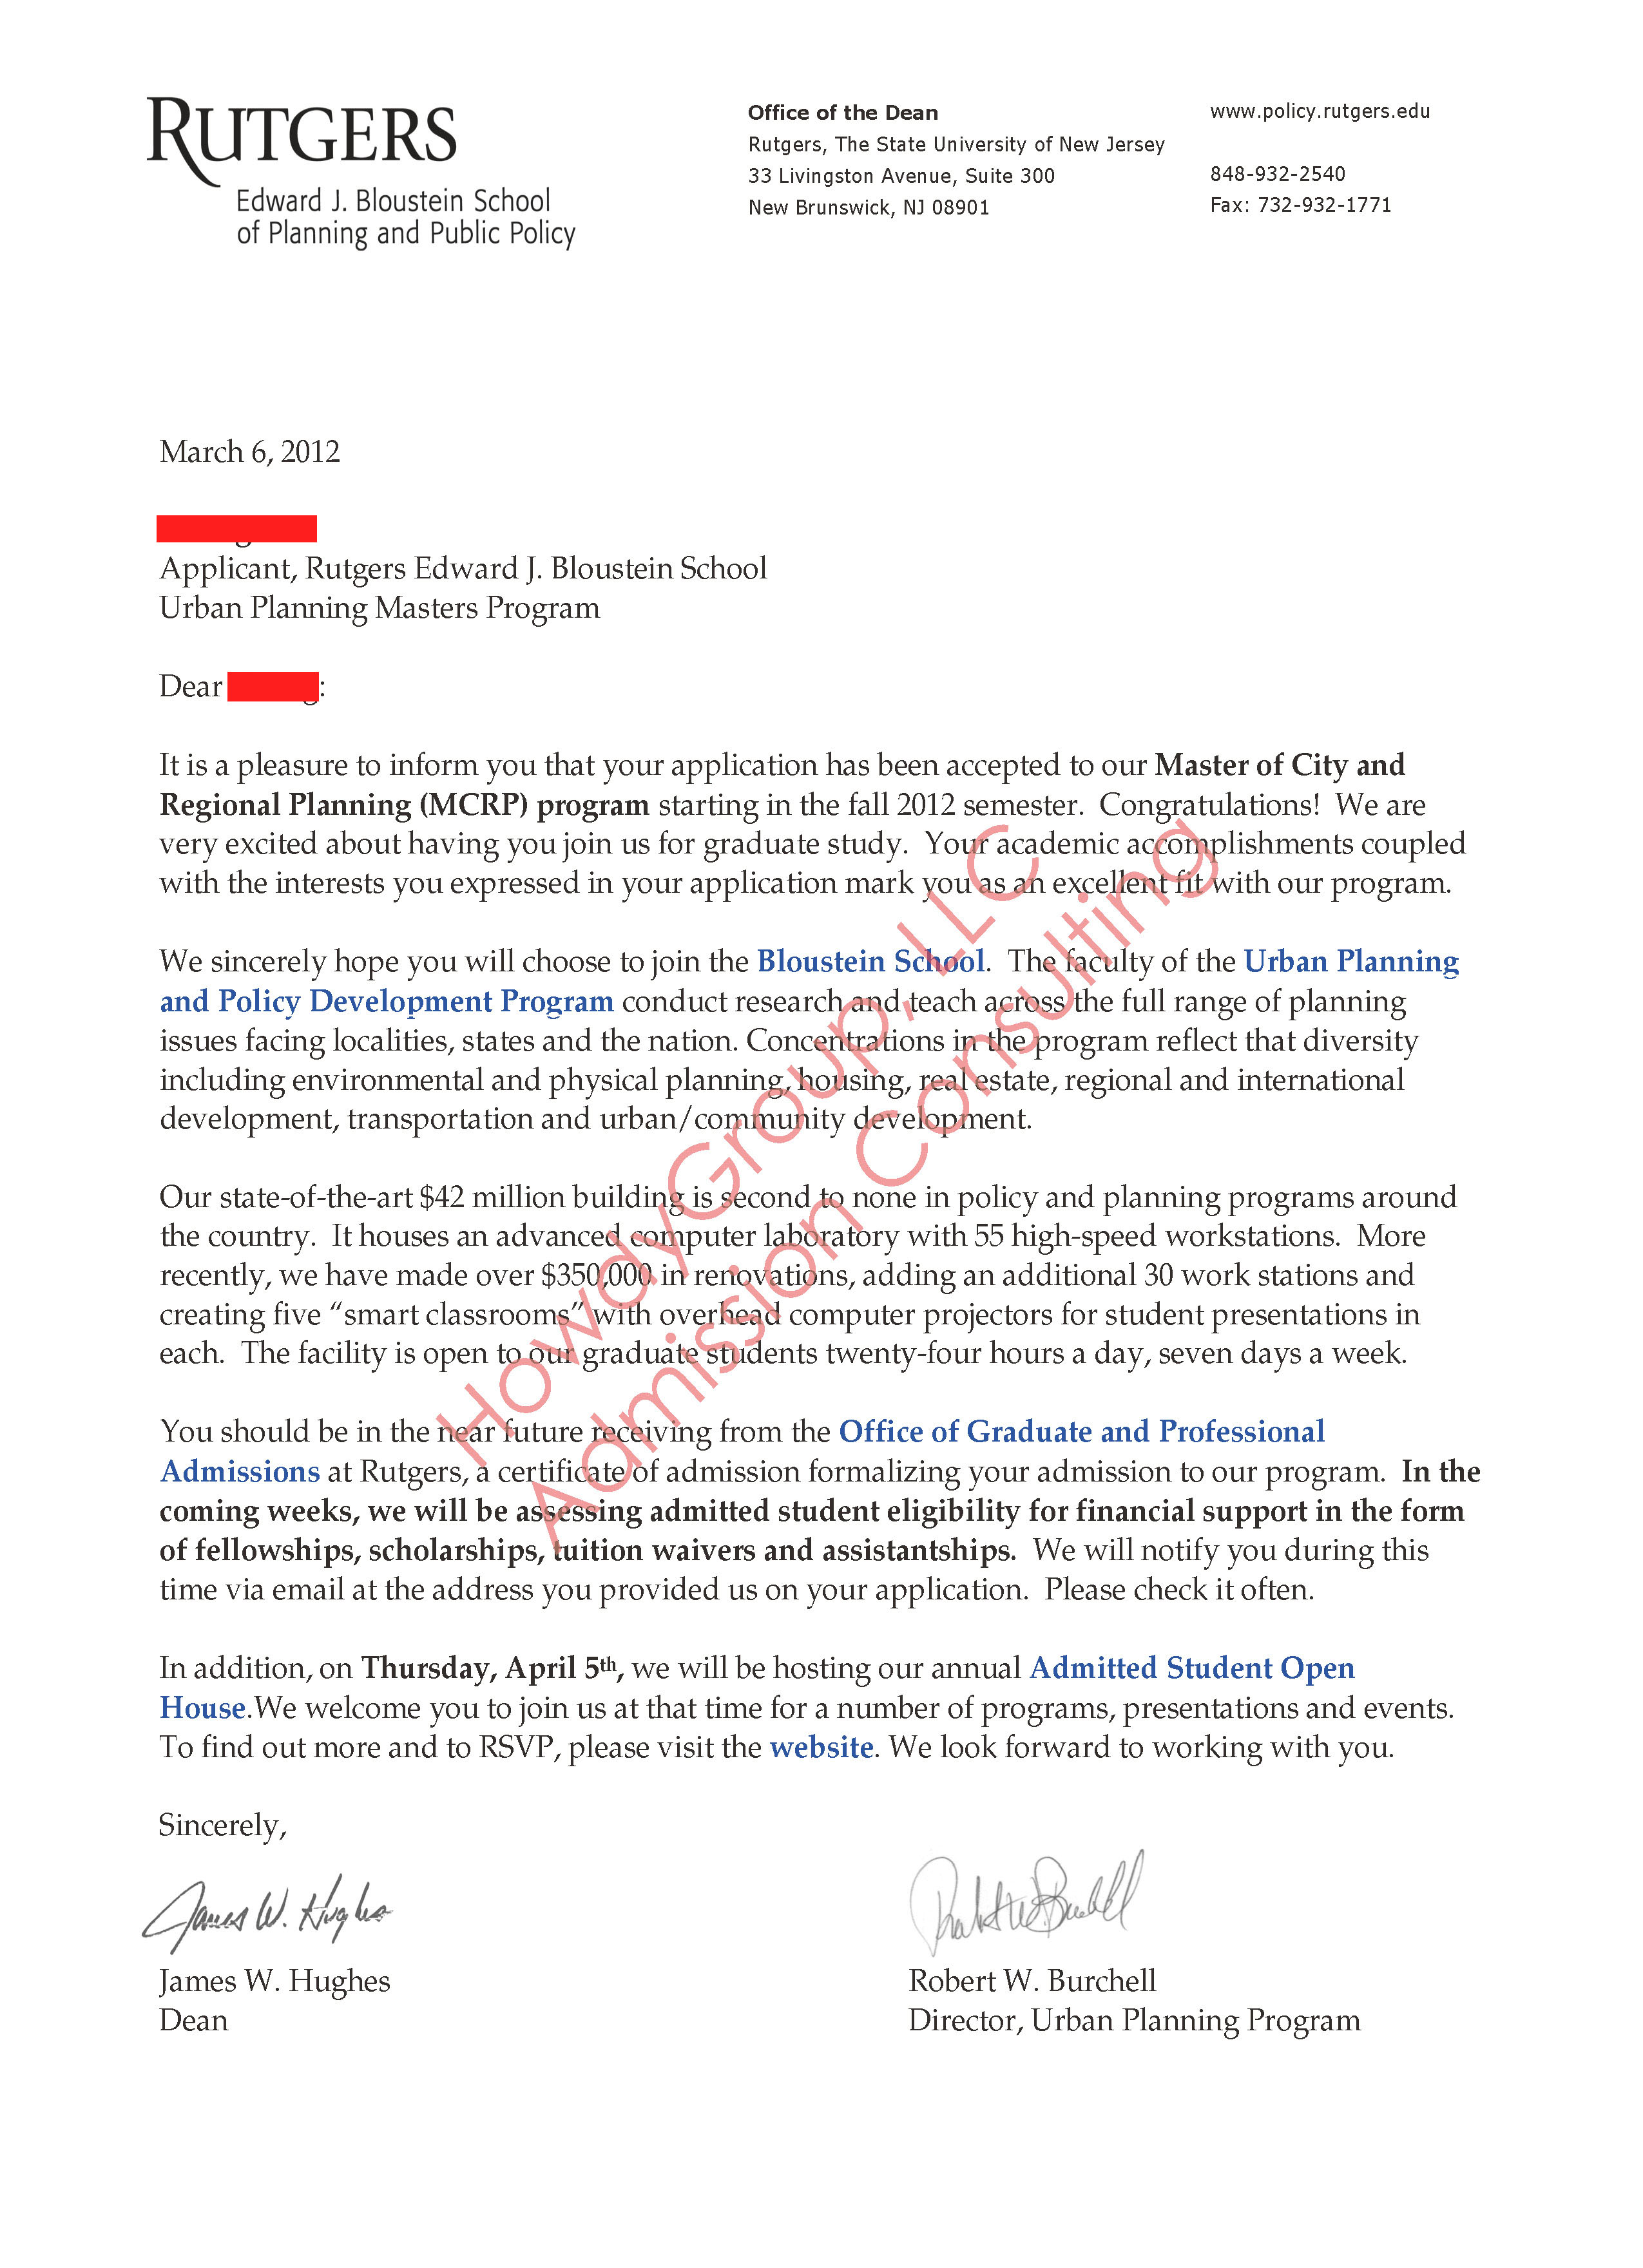 RUTGERS
Edward J. Bloustein School
of Planning and Public Policy
Office of the Dean
Rutgers, The State University of New Jersey
33 Livingston Avenue, Suite 300
New Brunswick, NJ 08901
www.policy.rutgers.edu
848-932-2540
Fax: 732-932-1771
March 6, 2012
Applicant, Rutgers Edward J. Bloustein School
Urban Planning Masters Program
Dear :
It is a pleasure to inform you that your application has been accepted to our Master of City and
Regional Planning (MCRP) program starting in the fall 2012 semester.  Congratulations!  We are
very excited about having you join us for graduate study.  Your academic accomplishments coupled
with the interests you expressed in your application mark you as an excellent fit with our program.
We sincerely hope you will choose to join the Bloustein School.  The faculty of the Urban Planning
and Policy Development Program conduct research and teach across the full range of planning
issues facing localities, states and the nation. Concentrations in the program reflect that diversity
including environmental and physical planning, housing, real estate, regional and international
development, transportation and urban/community development.
Our state-of-the-art $42 million building is second to none in policy and planning programs around
the country.  It houses an advanced computer laboratory with 55 high-speed workstations.  More
recently, we have made over $350,000 in renovations, adding an additional 30 work stations and
creating five “smart classrooms” with overhead computer projectors for student presentations in
each.  The facility is open to our graduate students twenty-four hours a day, seven days a week.
You should be in the near future receiving from the Office of Graduate and Professional
Admissions at Rutgers, a certificate of admission formalizing your admission to our program.  In the
coming weeks, we will be assessing admitted student eligibility for financial support in the form
of fellowships, scholarships, tuition waivers and assistantships.  We will notify you during this
time via email at the address you provided us on your application.  Please check it often.
In addition, on Thursday, April 5th, we will be hosting our annual Admitted Student Open
House.We welcome you to join us at that time for a number of programs, presentations and events.
To find out more and to RSVP, please visit the website. We look forward to working with you.
Sincerely,
James W. Hughes
James W. Hughes
Dean
Robert W. Burchell
Robert W. Burchell
Director, Urban Planning Program
HowdyGroup, LLC
Admission Consulting